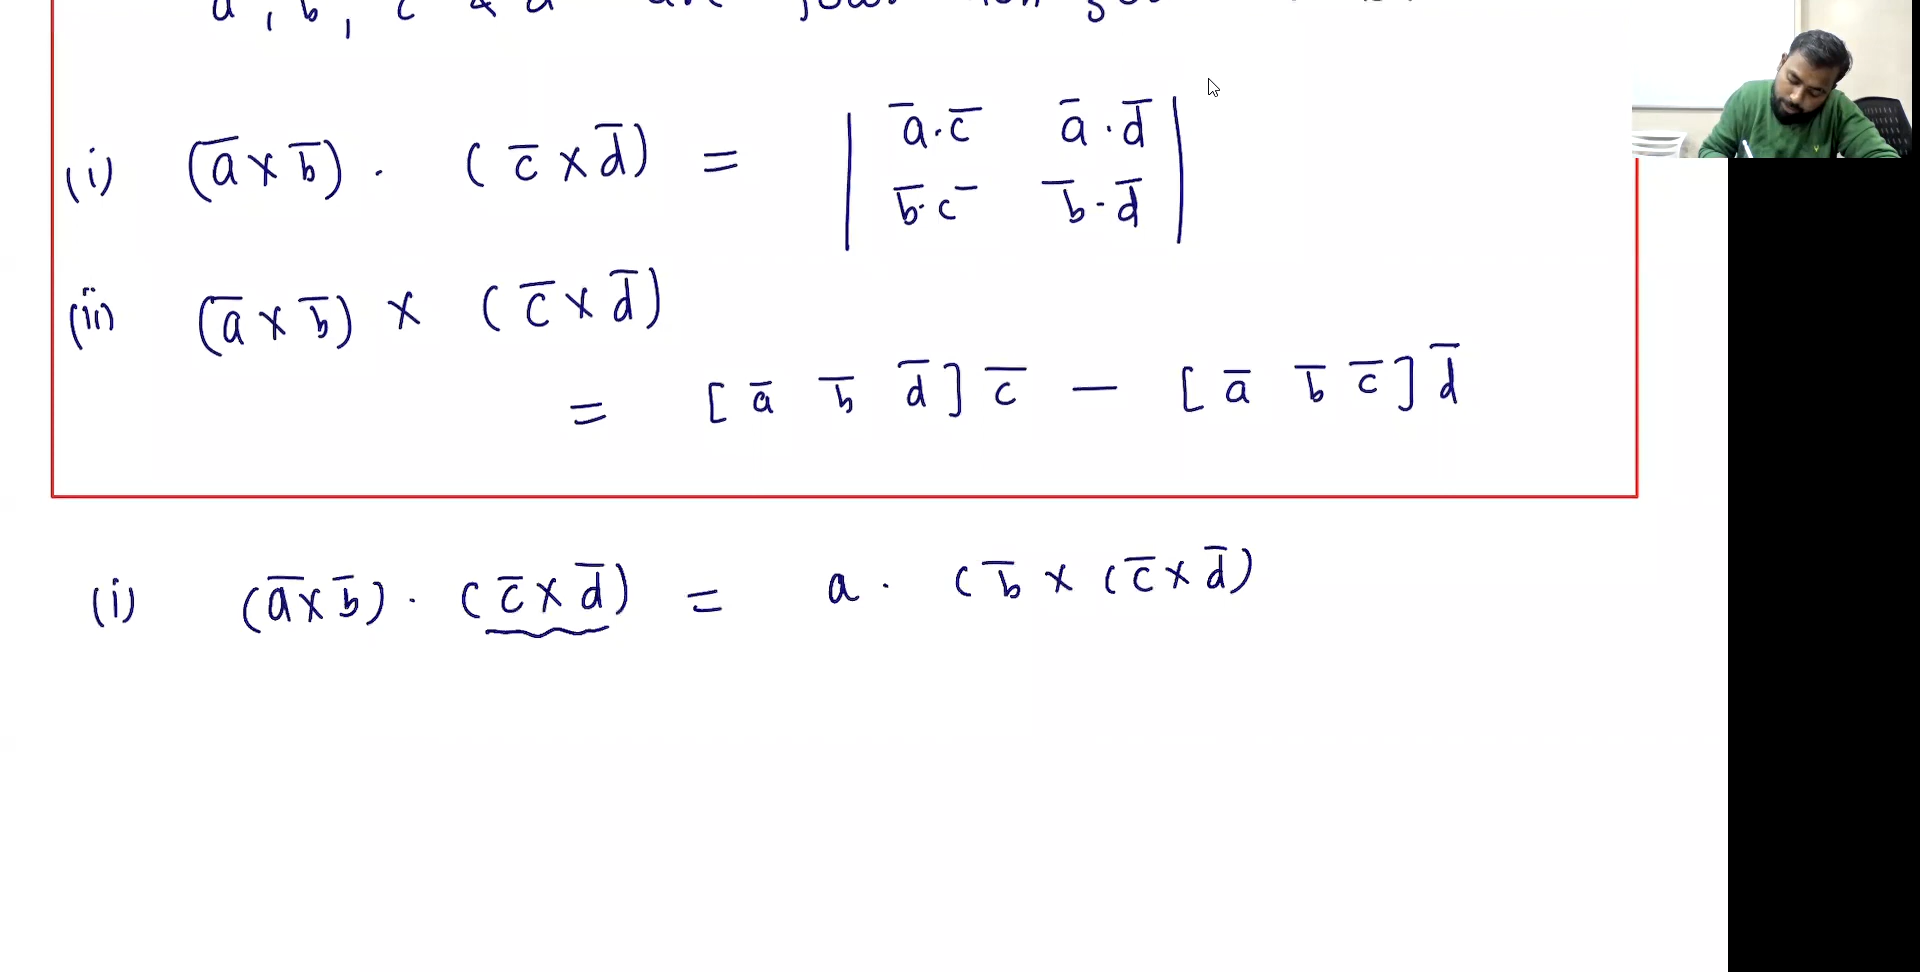 (i) (a̅ × b̅) · (c̅ × d̅) = | a̅·c̅ a̅·d̅ |
| b̅·c̅ b̅·d̅ |
(ii) (a̅ × b̅) × (c̅ × d̅)
= [a̅ b̅ d̅] c̅ − [a̅ b̅ c̅] d̅
(i) (a̅ × b̅) · (c̅ × d̅) = a · (b̅ × (c̅ × d̅)